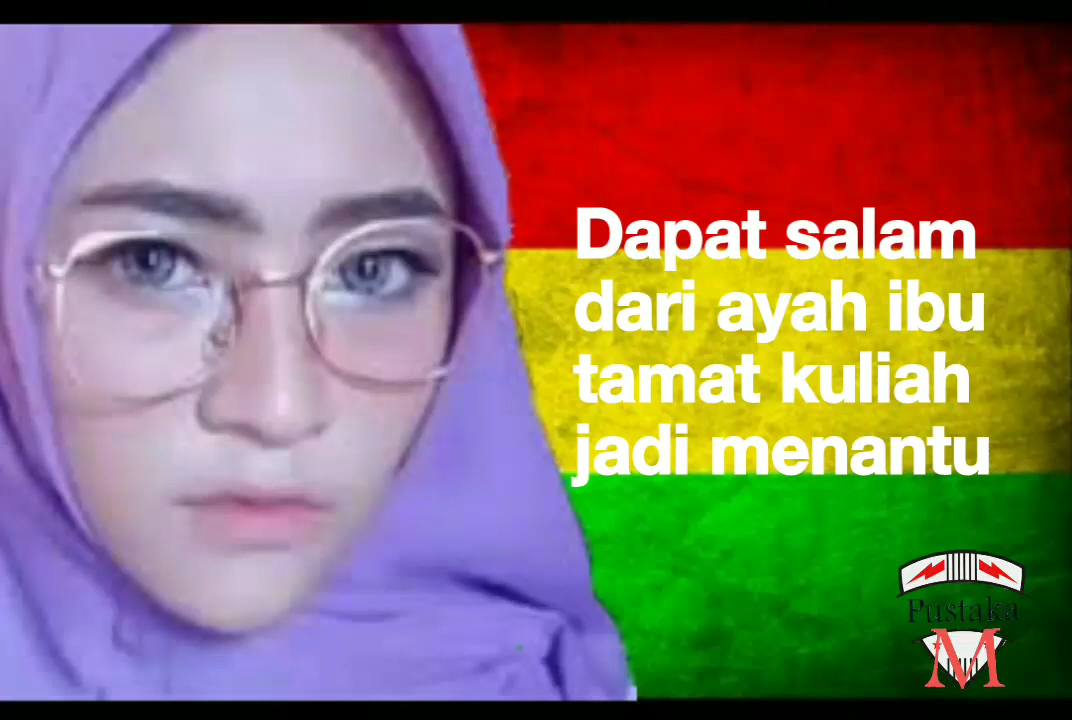 Dapat salam
dari ayah ibu
tamat kuliah
jadi menantu
Pustaka
M